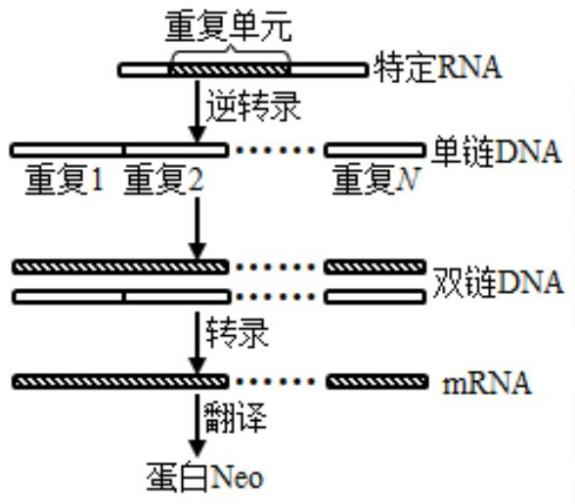 重复单元
特定RNA
逆转录
单链DNA
重复1 重复2 重复N
双链DNA
转录
mRNA
翻译
蛋白Neo